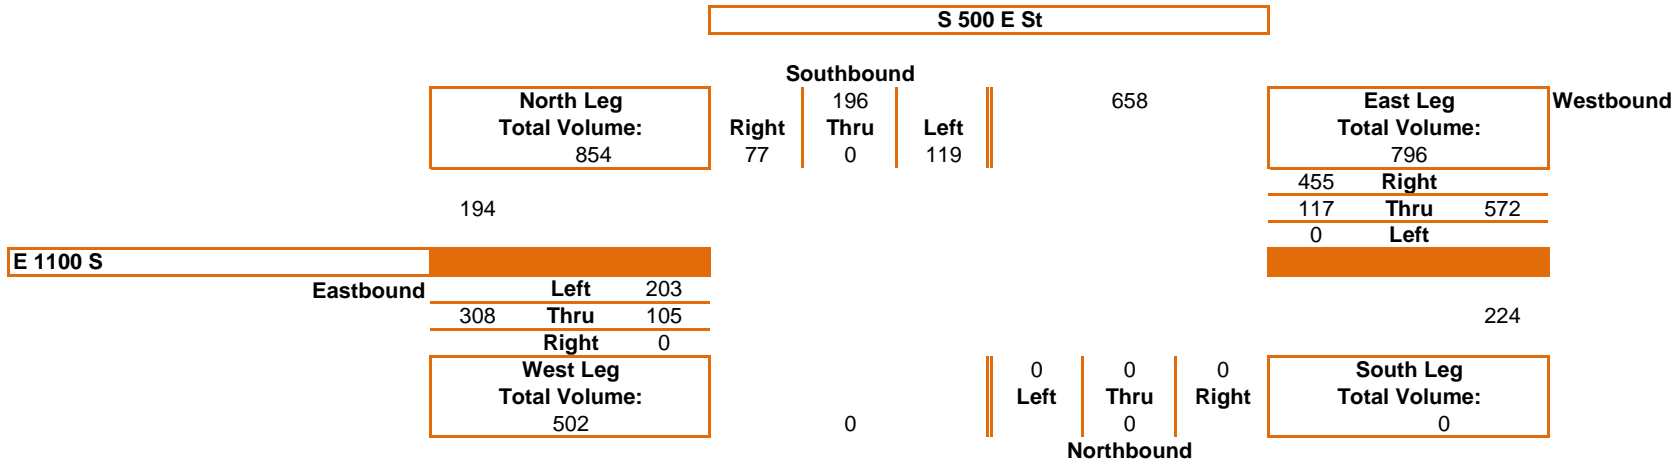 S 500 E St
Southbound
North Leg 196 658 East Leg Westbound
Total Volume: Right Thru Left Total Volume:
854 77 0 119 796
455 Right
194 117 Thru 572
0 Left
E 1100 S
Eastbound Left 203
308 Thru 105 224
Right 0
West Leg 0 0 0 South Leg
Total Volume: Left Thru Right Total Volume:
502 0 0 0
Northbound